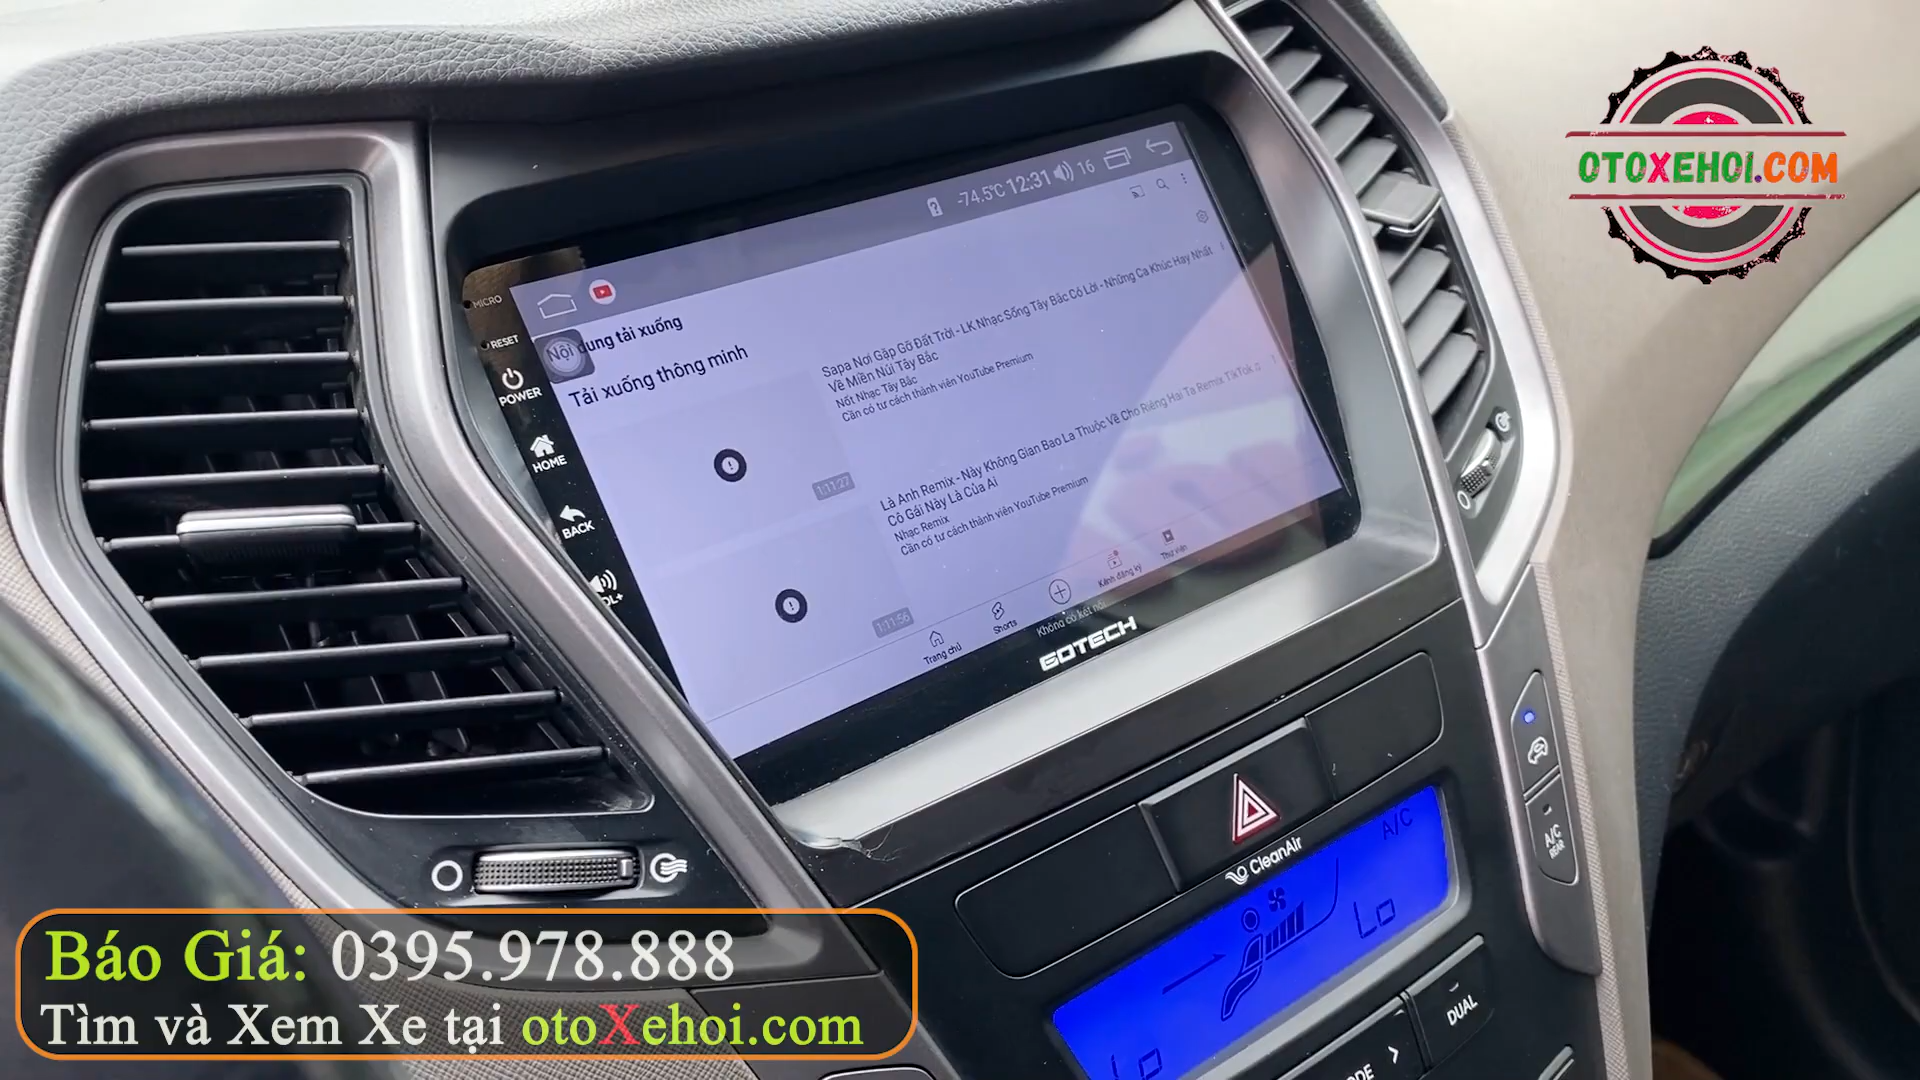 OTOXEHOI.COM
-74.5°C 12:31 16
MICRO
RESET
POWER
HOME
BACK
Nội dung tải xuống
Tải xuống thông minh
Sapa Nơi Gặp Gỡ Đất Trời - LK Nhạc Sống Tây Bắc Có Lời - Những Ca Khúc Hay Nhất
Về Miền Núi Tây Bắc
Nốt Nhạc Tây Bắc
Cần có tư cách thành viên YouTube Premium
1:11:27
Là Anh Remix - Này Không Gian Bao La Thuộc Về Cho Riêng Hai Ta Remix TikTok ♫
Cô Gái Này Là Của Ai
Nhạc Remix
Cần có tư cách thành viên YouTube Premium
1:11:56
Trang chủ
Shorts
Kênh đăng ký
Thư viện
Không có kết nối
GOTECH
CleanAir
A/C
Lo
Lo
A/C
REAR
DUAL
Báo Giá: 0395.978.888
Tìm và Xem Xe tại otoXehoi.com